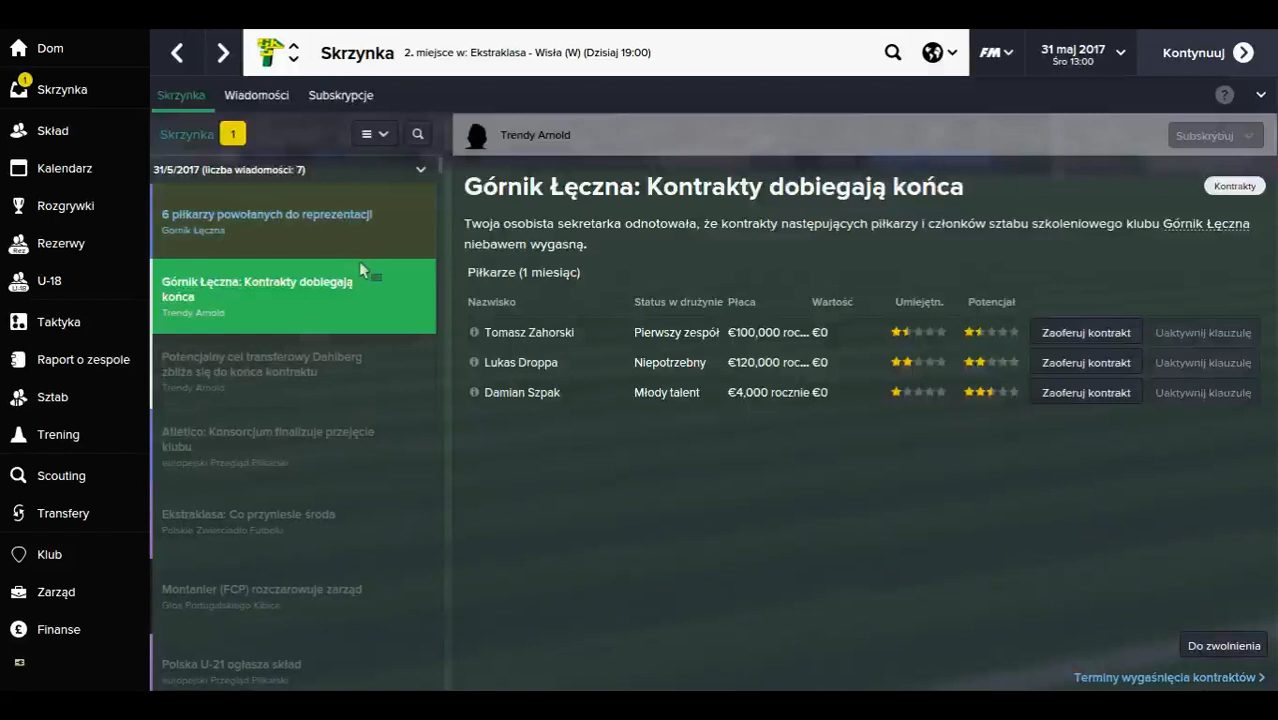 Dom
Skrzynka
1
Skład
Kalendarz
Rozgrywki
Rezerwy
U-18
Taktyka
Raport o zespole
Sztab
Trening
Scouting
Transfery
Klub
Zarząd
Finanse
Skrzynka
2. miejsce w: Ekstraklasa - Wisła (W) (Dzisiaj 19:00)
FM
31 maj 2017
Śro 13:00
Kontynuuj
Skrzynka
Wiadomości
Subskrypcje
?
Skrzynka
1
31/5/2017 (liczba wiadomości: 7)
6 piłkarzy powołanych do reprezentacji
Górnik Łęczna
Górnik Łęczna: Kontrakty dobiegają
końca
Trendy Arnold
Potencjalny cel transferowy Dahlberg
zbliża się do końca kontraktu
Trendy Arnold
Atlético: Konsorcjum finalizuje przejęcie
klubu
europejski Przegląd Piłkarski
Ekstraklasa: Co przyniesie środa
Polskie Zwierciadło Futbolu
Montanier (FCP) rozczarowuje zarząd
Głos Portugalskiego Kibica
Polska U-21 ogłasza skład
europejski Przegląd Piłkarski
Trendy Arnold
Subskrybuj
Górnik Łęczna: Kontrakty dobiegają końca
Kontrakty
Twoja osobista sekretarka odnotowała, że kontrakty następujących piłkarzy i członków sztabu szkoleniowego klubu Górnik Łęczna
niebawem wygasną.
Piłkarze (1 miesiąc)
Nazwisko Status w drużynie Płaca Wartość Umiejętn. Potencjał
Tomasz Zahorski Pierwszy zespół €100,000 roc... €0 Zaoferuj kontrakt Uaktywnij klauzulę
Lukas Droppa Niepotrzebny €120,000 roc... €0 Zaoferuj kontrakt Uaktywnij klauzulę
Damian Szpak Młody talent €4,000 rocznie €0 Zaoferuj kontrakt Uaktywnij klauzulę
Do zwolnienia
Terminy wygaśnięcia kontraktów >